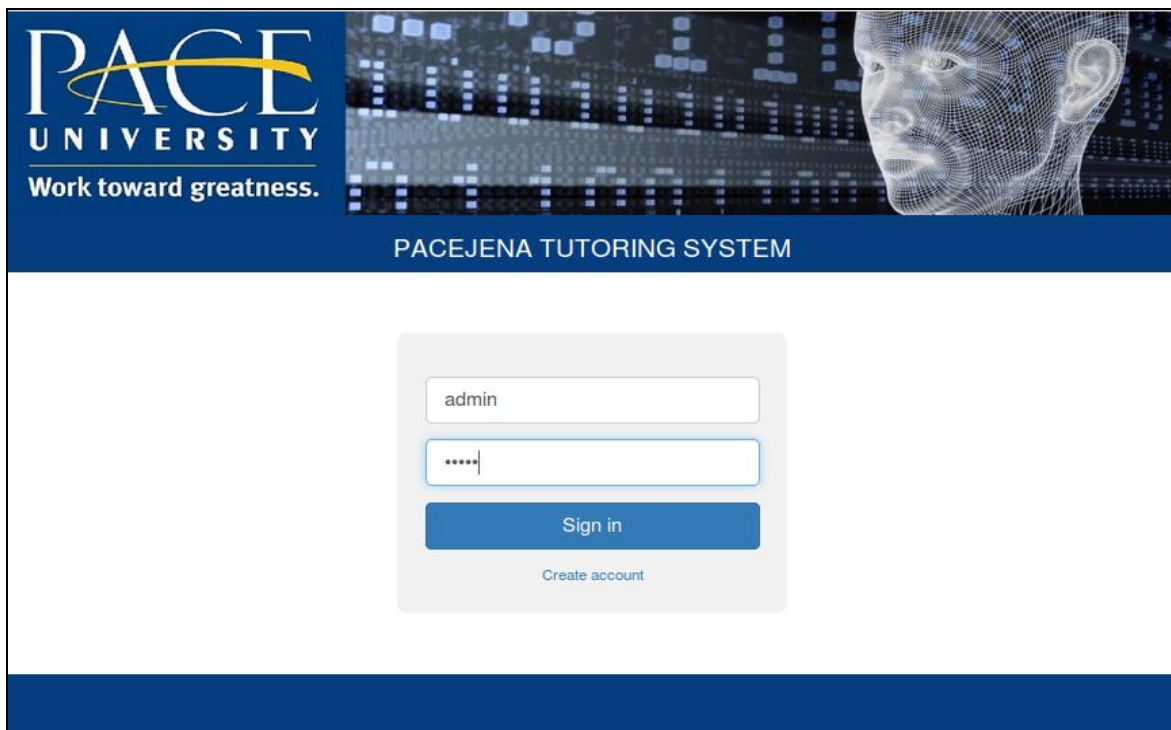 PACE
UNIVERSITY
Work toward greatness.
PACEJENA TUTORING SYSTEM
admin
•••••
Sign in
Create account